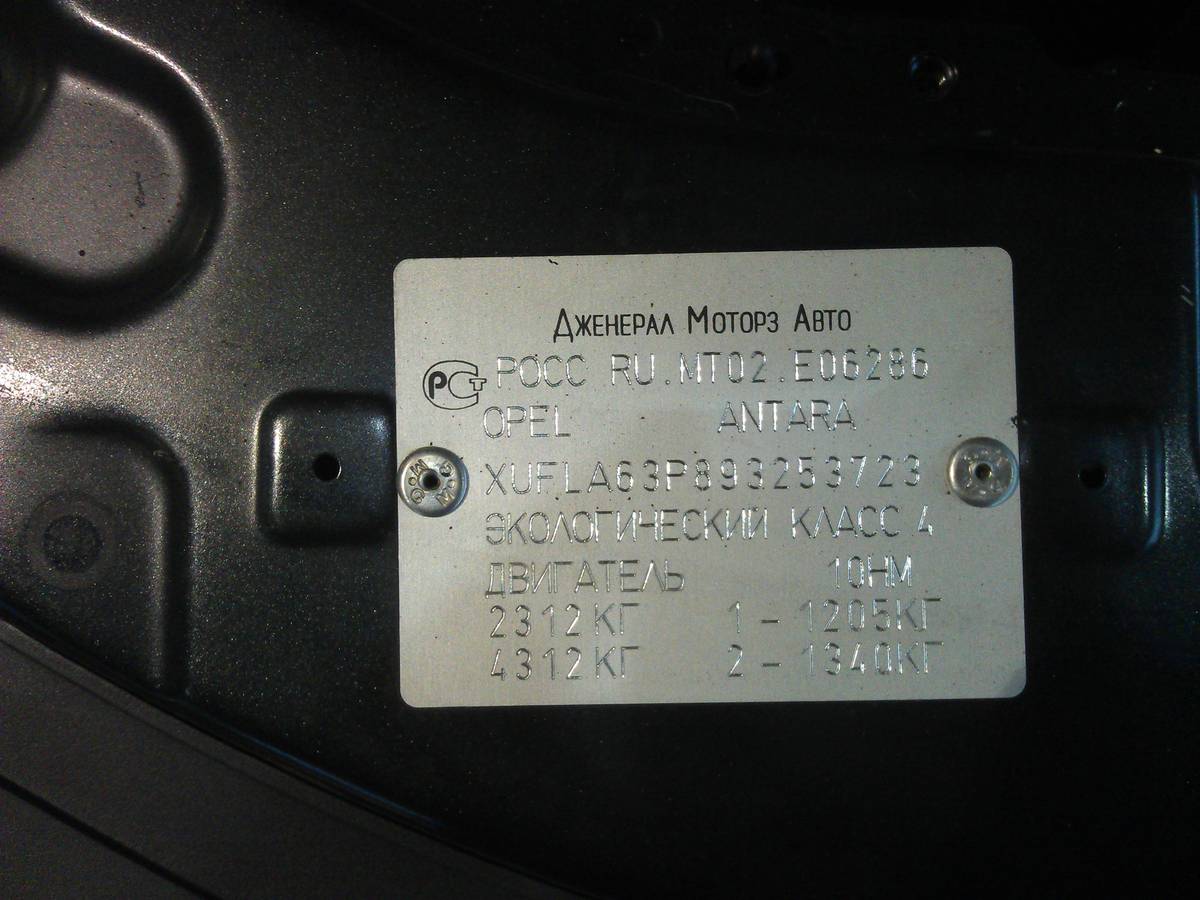 Дженерал Моторз Авто
РСТ РОСС RU.МТ02.Е06286
OPEL ANTARA
XUFLA63P893253723
ЭКОЛОГИЧЕСКИЙ КЛАСС 4
ДВИГАТЕЛЬ 10HM
2312КГ 1 - 1205КГ
4312КГ 2 - 1340КГ